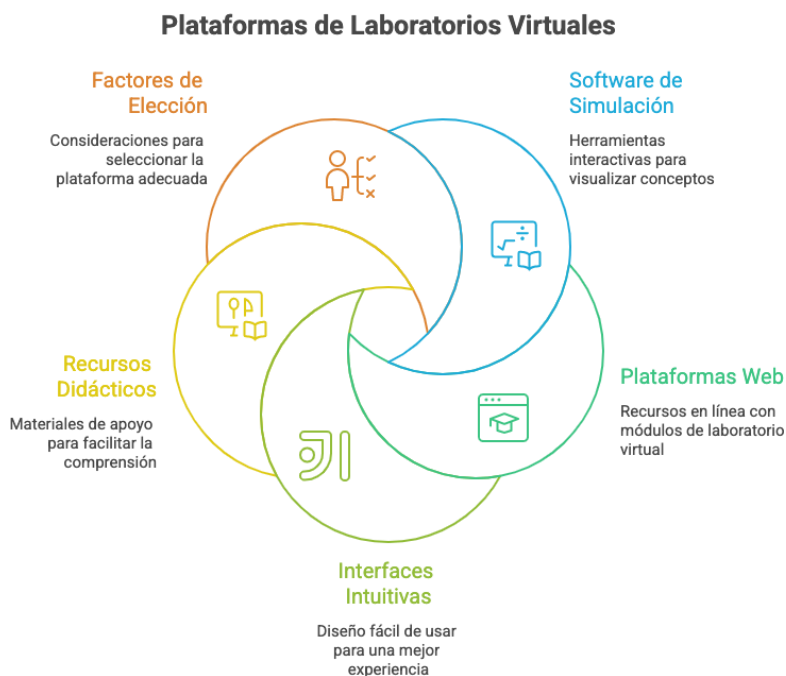 Plataformas de Laboratorios Virtuales
Factores de
Elección
Consideraciones para
seleccionar la
plataforma adecuada
Software de
Simulación
Herramientas
interactivas para
visualizar conceptos
Recursos
Didácticos
Materiales de apoyo
para facilitar la
comprensión
Plataformas Web
Recursos en línea con
módulos de laboratorio
virtual
Interfaces
Intuitivas
Diseño fácil de usar
para una mejor
experiencia